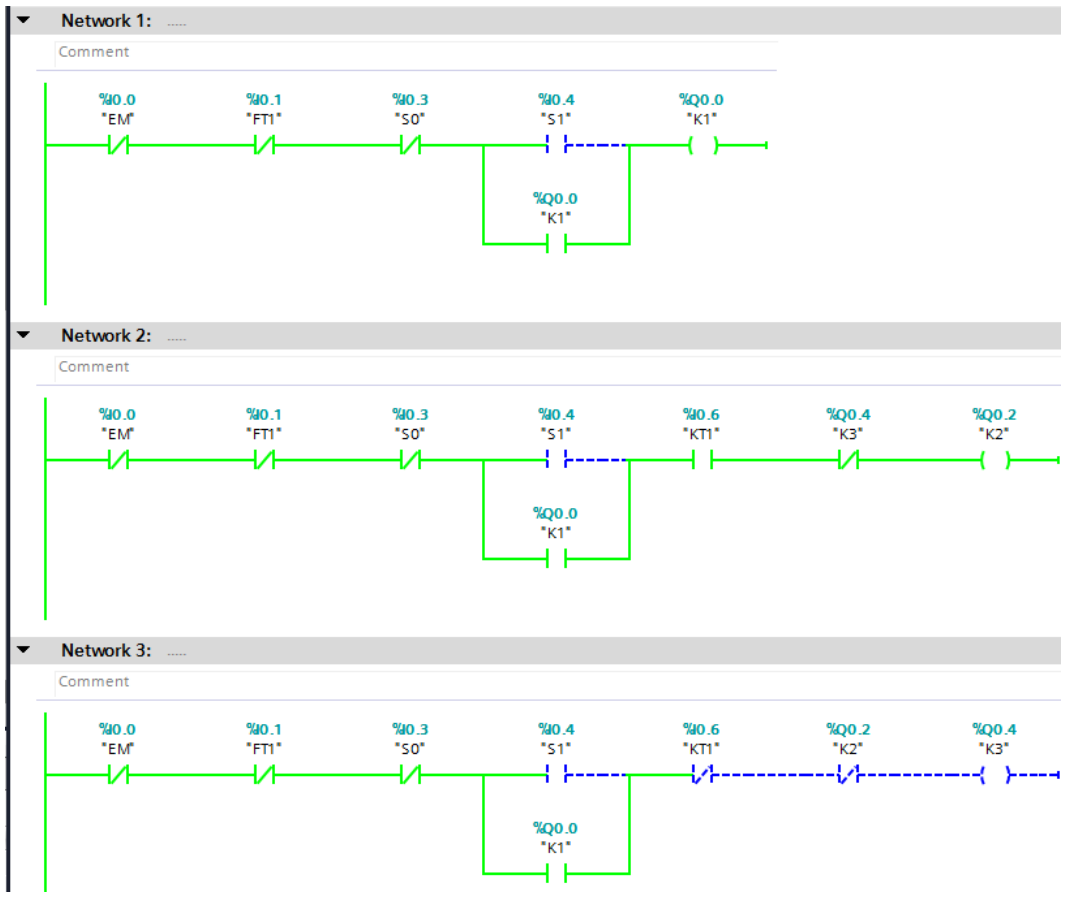 Network 1: .....
Comment
%I0.0 %I0.1 %I0.3 %I0.4 %Q0.0
"EM" "FT1" "S0" "S1" "K1"
%Q0.0
"K1"
Network 2: .....
Comment
%I0.0 %I0.1 %I0.3 %I0.4 %I0.6 %Q0.4 %Q0.2
"EM" "FT1" "S0" "S1" "KT1" "K3" "K2"
%Q0.0
"K1"
Network 3: .....
Comment
%I0.0 %I0.1 %I0.3 %I0.4 %I0.6 %Q0.2 %Q0.4
"EM" "FT1" "S0" "S1" "KT1" "K2" "K3"
%Q0.0
"K1"